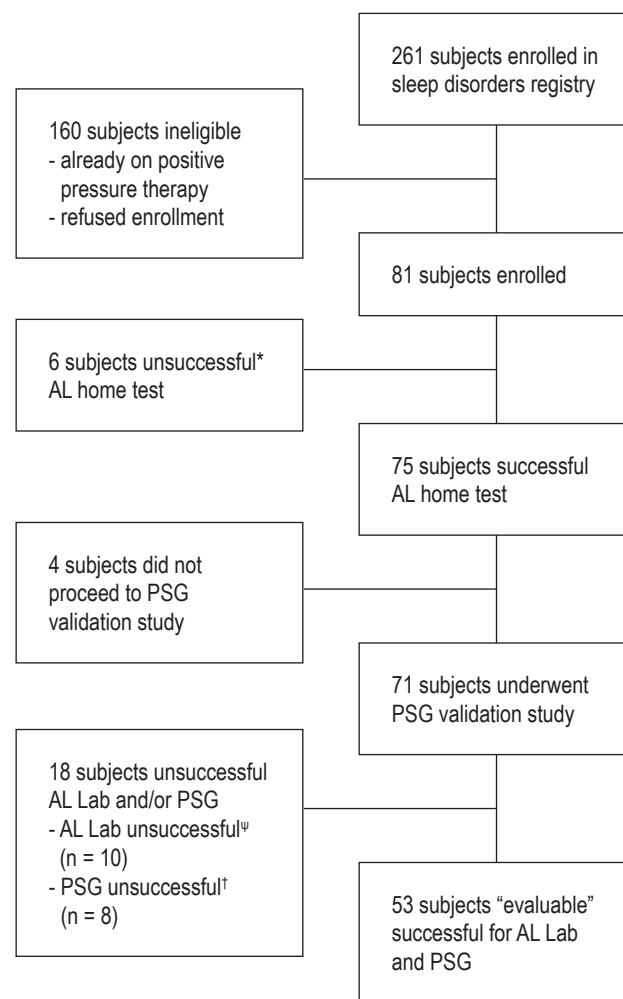 261 subjects enrolled in
sleep disorders registry
160 subjects ineligible
- already on positive
pressure therapy
- refused enrollment
81 subjects enrolled
6 subjects unsuccessful*
AL home test
75 subjects successful
AL home test
4 subjects did not
proceed to PSG
validation study
71 subjects underwent
PSG validation study
18 subjects unsuccessful
AL Lab and/or PSG
- AL Lab unsuccessfulᴪ
(n = 10)
- PSG unsuccessful†
(n = 8)
53 subjects “evaluable”
successful for AL Lab
and PSG